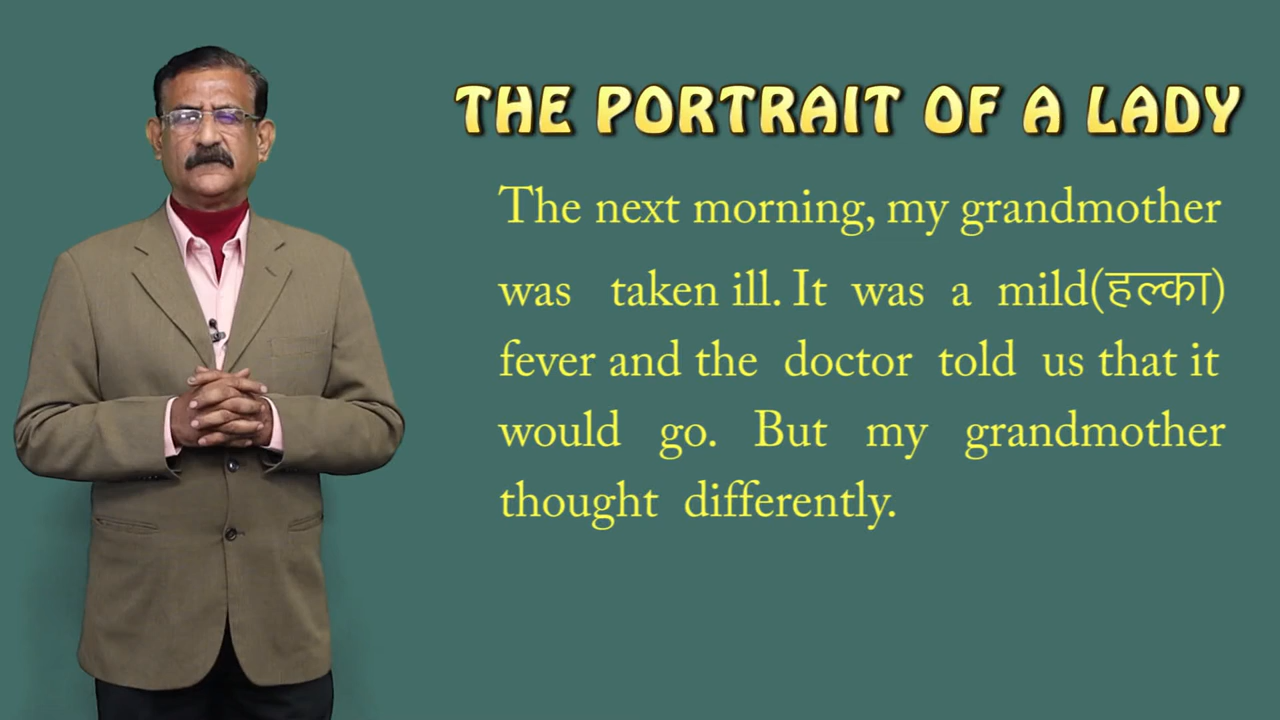 THE PORTRAIT OF A LADY
The next morning, my grandmother
was taken ill. It was a mild(हल्का)
fever and the doctor told us that it
would go. But my grandmother
thought differently.